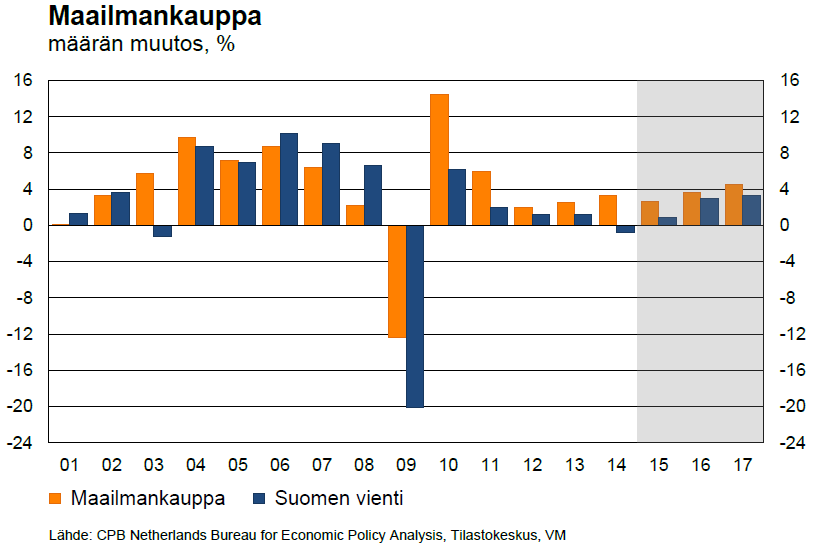 Maailmankauppa
määrän muutos, %
16 16
12 12
8 8
4 4
0 0
-4 -4
-8 -8
-12 -12
-16 -16
-20 -20
-24 -24
01 02 03 04 05 06 07 08 09 10 11 12 13 14 15 16 17
Maailmankauppa Suomen vienti
Lähde: CPB Netherlands Bureau for Economic Policy Analysis, Tilastokeskus, VM